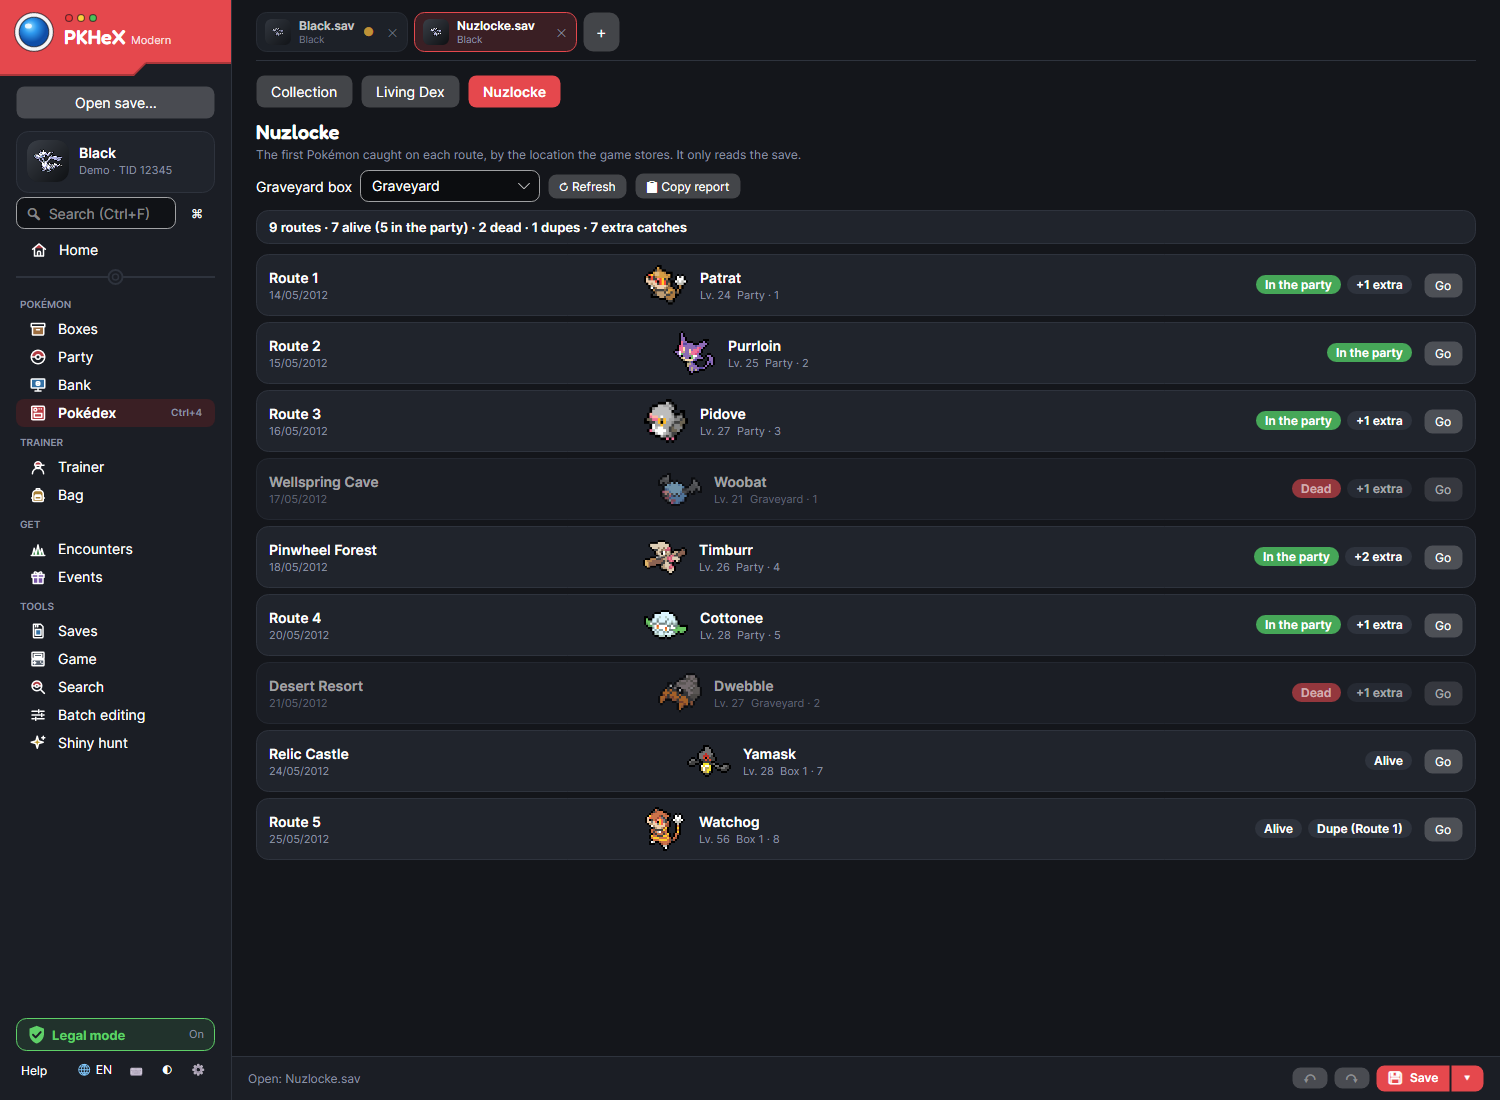 PKHeX Modern
Open save...
Black
Demo · TID 12345
Search (Ctrl+F)
⌘
Home
POKÉMON
Boxes
Party
Bank
Pokédex Ctrl+4
TRAINER
Trainer
Bag
GET
Encounters
Events
TOOLS
Saves
Game
Search
Batch editing
Shiny hunt
Legal mode On
Help EN
Black.sav
Black
Nuzlocke.sav
Black
+
Collection Living Dex Nuzlocke
Nuzlocke
The first Pokémon caught on each route, by the location the game stores. It only reads the save.
Graveyard box Graveyard Refresh Copy report
9 routes · 7 alive (5 in the party) · 2 dead · 1 dupes · 7 extra catches
Route 1 Patrat In the party +1 extra Go
14/05/2012 Lv. 24 Party · 1
Route 2 Purrloin In the party Go
15/05/2012 Lv. 25 Party · 2
Route 3 Pidove In the party +1 extra Go
16/05/2012 Lv. 27 Party · 3
Wellspring Cave Woobat Dead +1 extra Go
17/05/2012 Lv. 21 Graveyard · 1
Pinwheel Forest Timburr In the party +2 extra Go
18/05/2012 Lv. 26 Party · 4
Route 4 Cottonee In the party +1 extra Go
20/05/2012 Lv. 28 Party · 5
Desert Resort Dwebble Dead +1 extra Go
21/05/2012 Lv. 27 Graveyard · 2
Relic Castle Yamask Alive Go
24/05/2012 Lv. 28 Box 1 · 7
Route 5 Watchog Alive Dupe (Route 1) Go
25/05/2012 Lv. 56 Box 1 · 8
Open: Nuzlocke.sav
Save